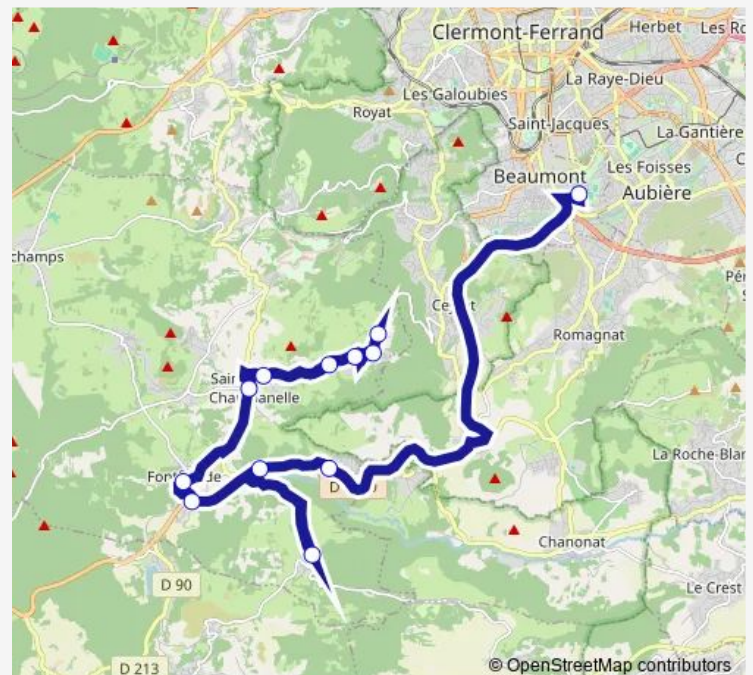 Clermont-Ferrand
Herbet
Les Ro
La Raye-Dieu
Les Galoubies
Royat
Saint-Jacques
La Gantière
Beaumont
Les Foisses
C
Aubière
champs
Pér
S
Romagnat
La Roche-Blan
Chanonat
Le Crest
D 90
D 213
© OpenStreetMap contributors